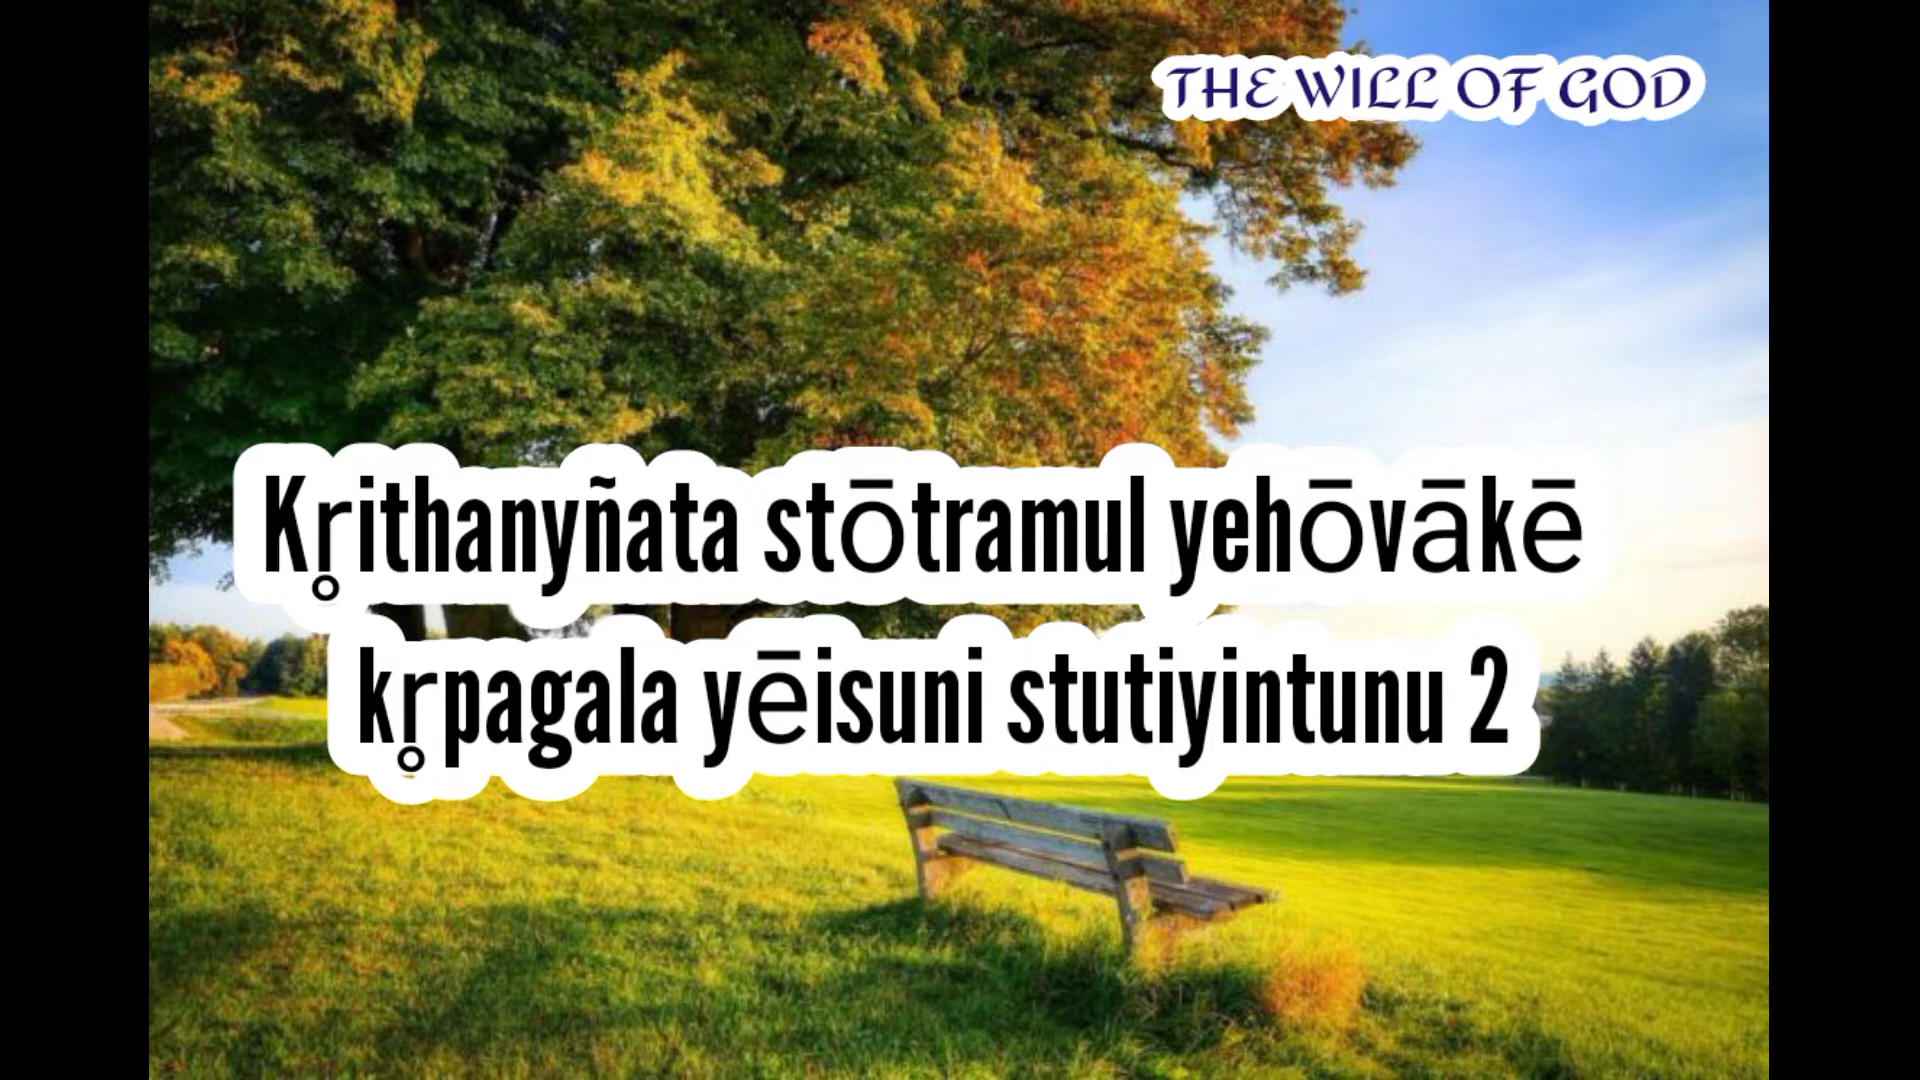 THE WILL OF GOD
Kr̥ithanyñata stōtramul yehōvākē
kr̥pagala yēisuni stutiyintunu 2